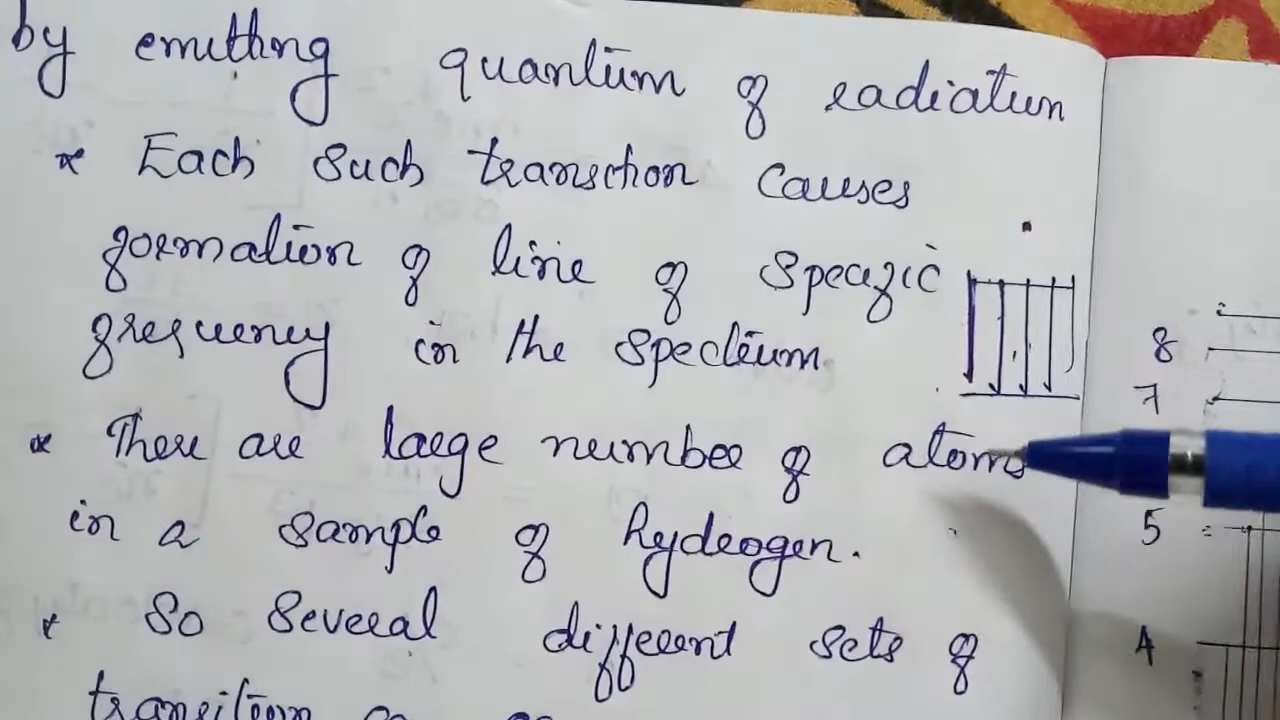 by emitting quantum of radiation
* Each such transition causes
formation of line of specific
frequency in the spectrum.
* There are large number of atoms
in a sample of hydrogen.
* So several different sets of
transition
8
7
5
4